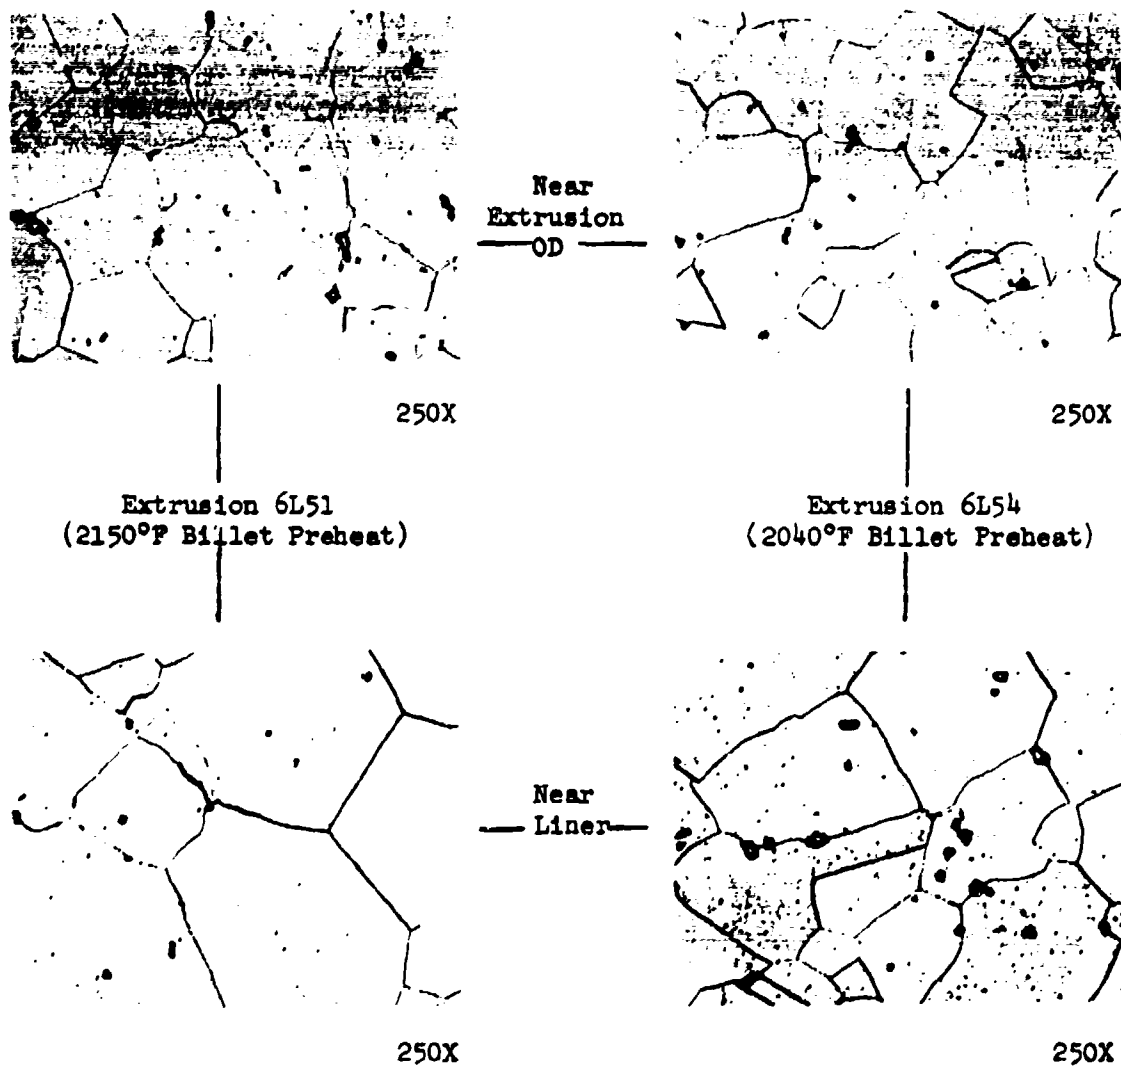 Near
Extrusion
OD
250X
250X
Extrusion 6L51
(2150°F Billet Preheat)
Extrusion 6L54
(2040°F Billet Preheat)
Near
Liner
250X
250X